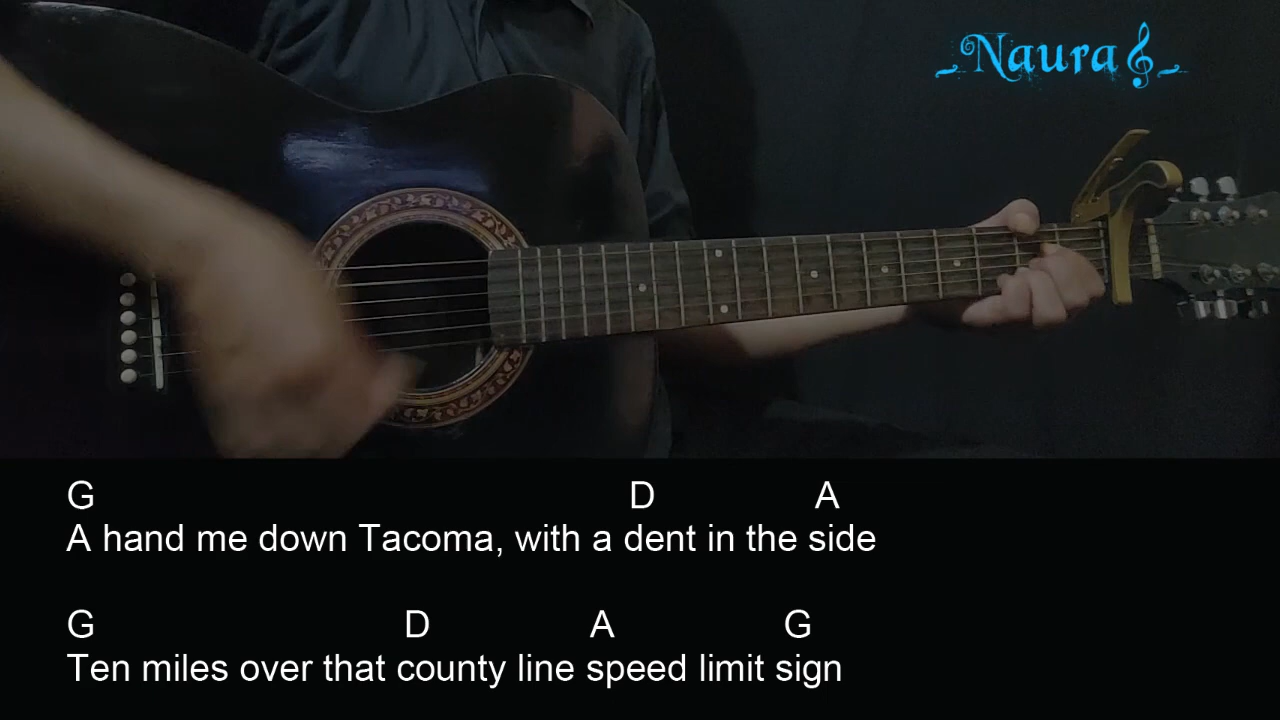 Naura
G D A
A hand me down Tacoma, with a dent in the side
G D A G
Ten miles over that county line speed limit sign